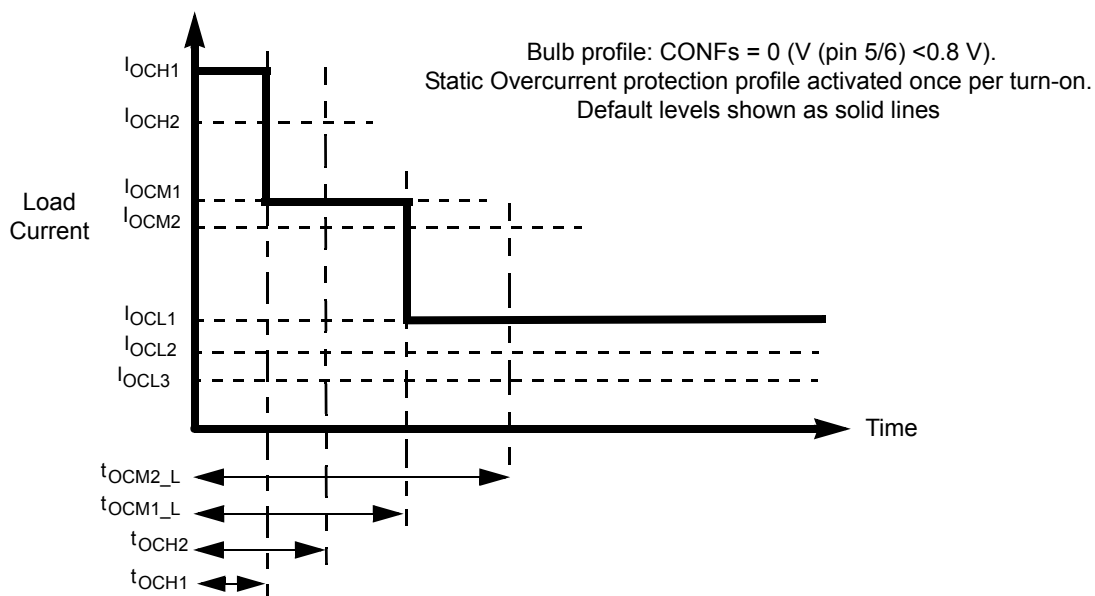 Bulb profile: CONFs = 0 (V (pin 5/6) <0.8 V).
Static Overcurrent protection profile activated once per turn-on.
Default levels shown as solid lines
Load
Current
IOCH1
IOCH2
IOCM1
IOCM2
IOCL1
IOCL2
IOCL3
Time
tOCM2_L
tOCM1_L
tOCH2
tOCH1